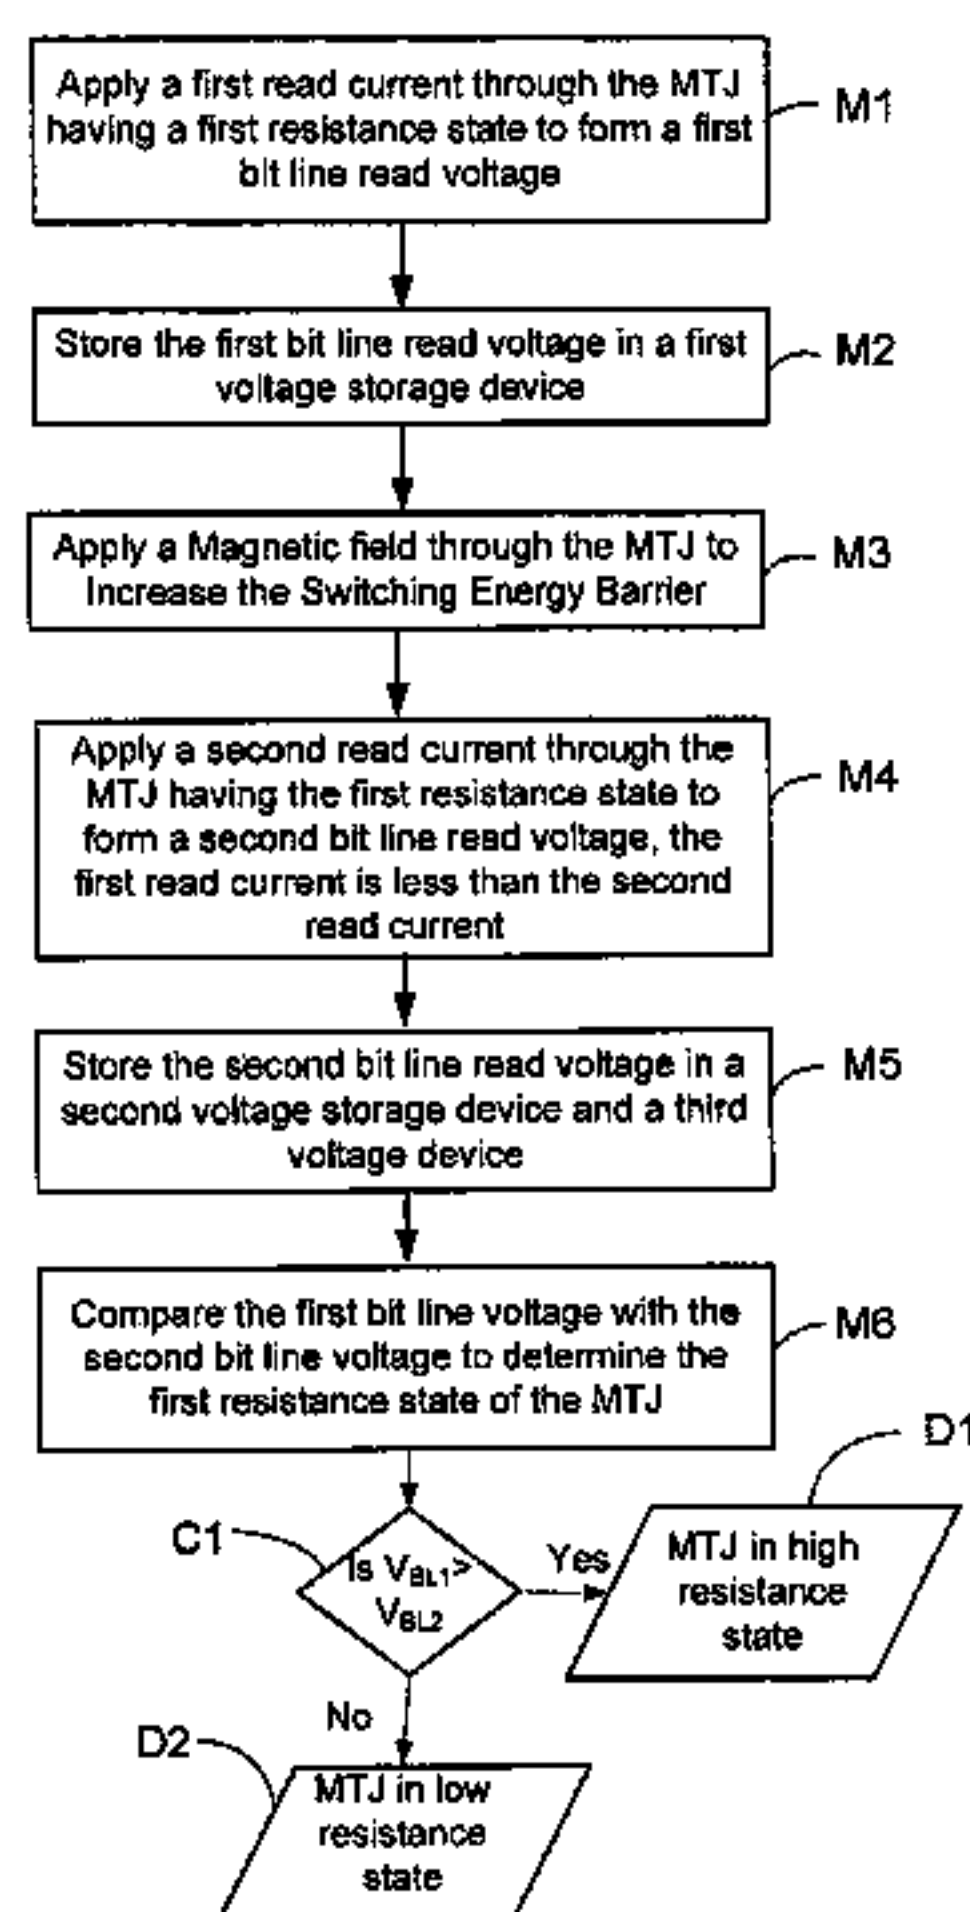 Apply a first read current through the MTJ
having a first resistance state to form a first
bit line read voltage
M1
Store the first bit line read voltage in a first
voltage storage device
M2
Apply a Magnetic field through the MTJ to
Increase the Switching Energy Barrier
M3
Apply a second read current through the
MTJ having the first resistance state to
form a second bit line read voltage, the
first read current is less than the second
read current
M4
Store the second bit line read voltage in a
second voltage storage device and a third
voltage device
M5
Compare the first bit line voltage with the
second bit line voltage to determine the
first resistance state of the MTJ
M6
D1
C1
Is VBL1>
VBL2
Yes
MTJ in high
resistance
state
No
D2
MTJ in low
resistance
state